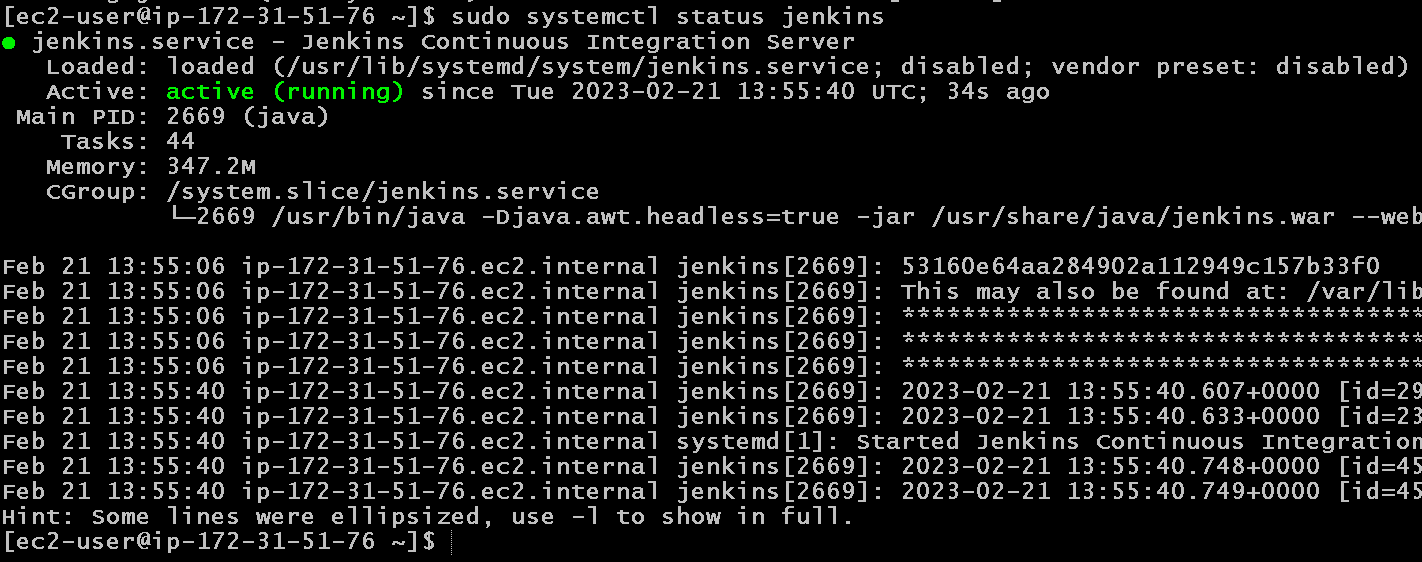 [ec2-user@ip-172-31-51-76 ~]$ sudo systemctl status jenkins
● jenkins.service - Jenkins Continuous Integration Server
   Loaded: loaded (/usr/lib/systemd/system/jenkins.service; disabled; vendor preset: disabled)
   Active: active (running) since Tue 2023-02-21 13:55:40 UTC; 34s ago
 Main PID: 2669 (java)
    Tasks: 44
   Memory: 347.2M
   CGroup: /system.slice/jenkins.service
           └─2669 /usr/bin/java -Djava.awt.headless=true -jar /usr/share/java/jenkins.war --web
Feb 21 13:55:06 ip-172-31-51-76.ec2.internal jenkins[2669]: 53160e64aa284902a112949c157b33f0
Feb 21 13:55:06 ip-172-31-51-76.ec2.internal jenkins[2669]: This may also be found at: /var/lib
Feb 21 13:55:06 ip-172-31-51-76.ec2.internal jenkins[2669]: ***********************************
Feb 21 13:55:06 ip-172-31-51-76.ec2.internal jenkins[2669]: ***********************************
Feb 21 13:55:06 ip-172-31-51-76.ec2.internal jenkins[2669]: ***********************************
Feb 21 13:55:40 ip-172-31-51-76.ec2.internal jenkins[2669]: 2023-02-21 13:55:40.607+0000 [id=29
Feb 21 13:55:40 ip-172-31-51-76.ec2.internal jenkins[2669]: 2023-02-21 13:55:40.633+0000 [id=23
Feb 21 13:55:40 ip-172-31-51-76.ec2.internal systemd[1]: Started Jenkins Continuous Integration
Feb 21 13:55:40 ip-172-31-51-76.ec2.internal jenkins[2669]: 2023-02-21 13:55:40.748+0000 [id=45
Feb 21 13:55:40 ip-172-31-51-76.ec2.internal jenkins[2669]: 2023-02-21 13:55:40.749+0000 [id=45
Hint: Some lines were ellipsized, use -l to show in full.
[ec2-user@ip-172-31-51-76 ~]$